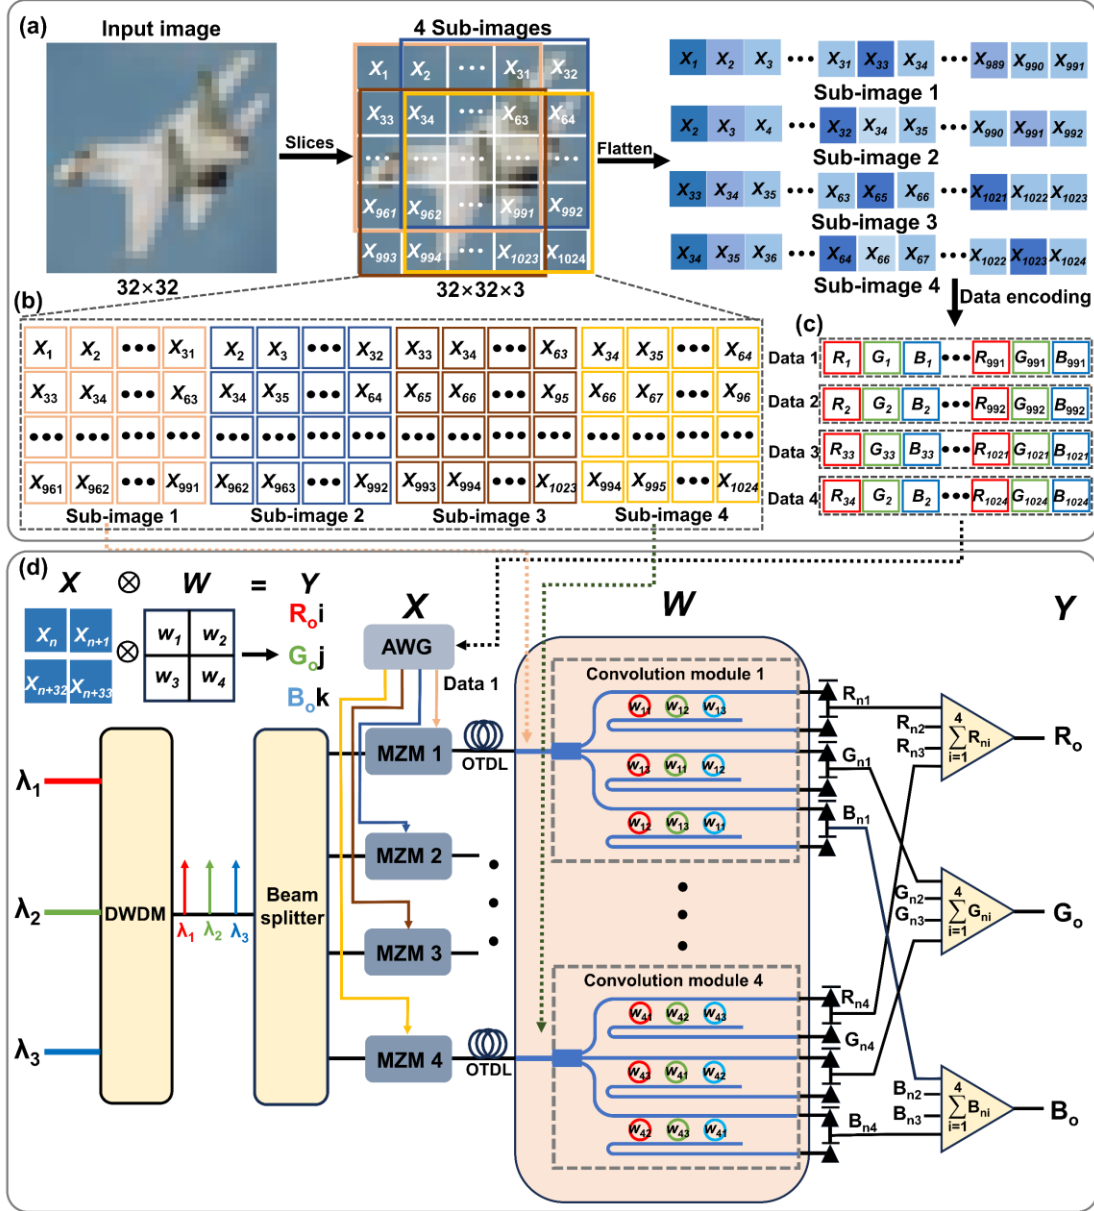 (a)
Input image
4 Sub-images
X1 X2 ••• X31 X32
X33 X34 ••• X63 X64
••• ••• ••• ••• •••
X961 X962 ••• X991 X992
X993 X994 ••• X1023 X1024
Slices
Flatten
32×32
32×32×3
X1 X2 X3 ••• X31 X33 X34 ••• X989 X990 X991
Sub-image 1
X2 X3 X4 ••• X32 X34 X35 ••• X990 X991 X992
Sub-image 2
X33 X34 X35 ••• X63 X65 X66 ••• X1021 X1022 X1023
Sub-image 3
X34 X35 X36 ••• X64 X66 X67 ••• X1022 X1023 X1024
Sub-image 4
Data encoding
(b)
X1 X2 ••• X31 X2 X3 ••• X32 X33 X34 ••• X63 X34 X35 ••• X64
X33 X34 ••• X63 X34 X35 ••• X64 X65 X66 ••• X95 X66 X67 ••• X96
••• ••• ••• ••• ••• ••• ••• ••• ••• ••• ••• ••• ••• ••• ••• •••
X961 X962 ••• X991 X962 X963 ••• X992 X993 X994 ••• X1023 X994 X995 ••• X1024
Sub-image 1 Sub-image 2 Sub-image 3 Sub-image 4
(c)
Data 1 R1 G1 B1 ••• R991 G991 B991
Data 2 R2 G2 B2 ••• R992 G992 B992
Data 3 R33 G33 B33 ••• R1021 G1021 B1021
Data 4 R34 G2 B2 ••• R1024 G1024 B1024
(d)
X ⊗ W = Y
Xn Xn+1
Xn+32 Xn+33
⊗
w1 w2
w3 w4
Roi
Goj
Bok
X
W
Y
AWG
Data 1
λ1
λ2
λ3
DWDM
λ1 λ2 λ3
Beam
splitter
MZM 1
MZM 2
MZM 3
MZM 4
OTDL
OTDL
Convolution module 1
w11 w12 w13
w13 w11 w12
w12 w13 w11
Convolution module 4
w41 w42 w43
w43 w41 w42
w42 w43 w41
Rn1
Rn2
Rn3
Gn1
Bn1
Rn4
Gn4
Bn4
4
∑ Rni
i=1
Ro
Gn2
Gn3
4
∑ Gni
i=1
Go
Bn2
Bn3
4
∑ Bni
i=1
Bo